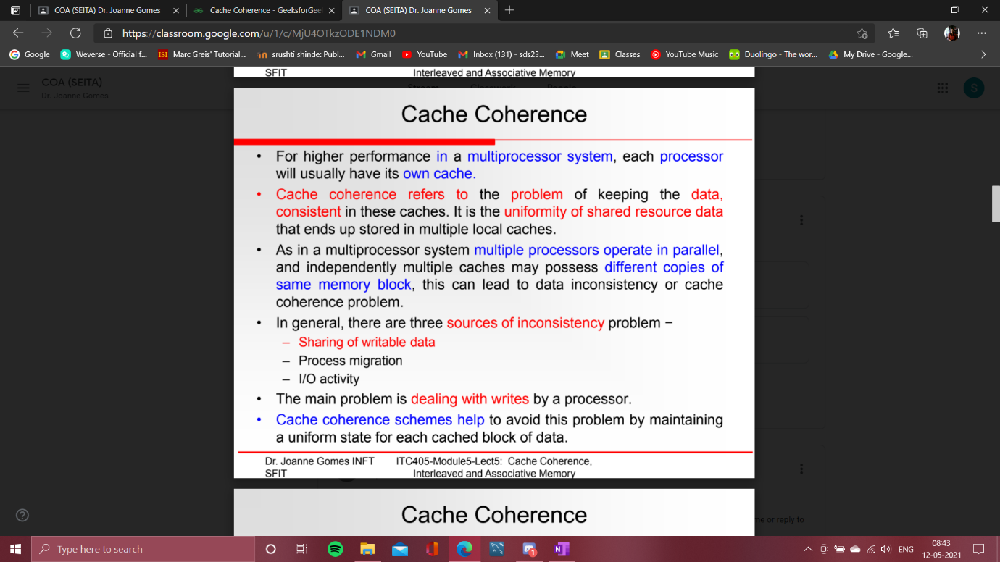 COA (SEITA) Dr. Joanne Gomes
Cache Coherence - GeeksforGee
COA (SEITA) Dr. Joanne Gomes
https://classroom.google.com/u/1/c/MjU4OTkzODE1NDM0
Google
Weverse - Official f...
ISI Marc Greis' Tutorial...
srushti shinde: Publ...
Gmail
YouTube
Inbox (131) - sds23...
Meet
Classes
YouTube Music
Duolingo - The wor...
My Drive - Google...
SFIT Interleaved and Associative Memory
COA (SEITA)
Dr. Joanne Gomes
Stream Classwork People
S
Cache Coherence
• For higher performance in a multiprocessor system, each processor
will usually have its own cache.
• Cache coherence refers to the problem of keeping the data,
consistent in these caches. It is the uniformity of shared resource data
that ends up stored in multiple local caches.
• As in a multiprocessor system multiple processors operate in parallel,
and independently multiple caches may possess different copies of
same memory block, this can lead to data inconsistency or cache
coherence problem.
• In general, there are three sources of inconsistency problem −
– Sharing of writable data
– Process migration
– I/O activity
• The main problem is dealing with writes by a processor.
• Cache coherence schemes help to avoid this problem by maintaining
a uniform state for each cached block of data.
Dr. Joanne Gomes INFT ITC405-Module5-Lect5: Cache Coherence,
SFIT Interleaved and Associative Memory
Cache Coherence
me or reply to
Type here to search
1
N
ENG
08:43
12-05-2021